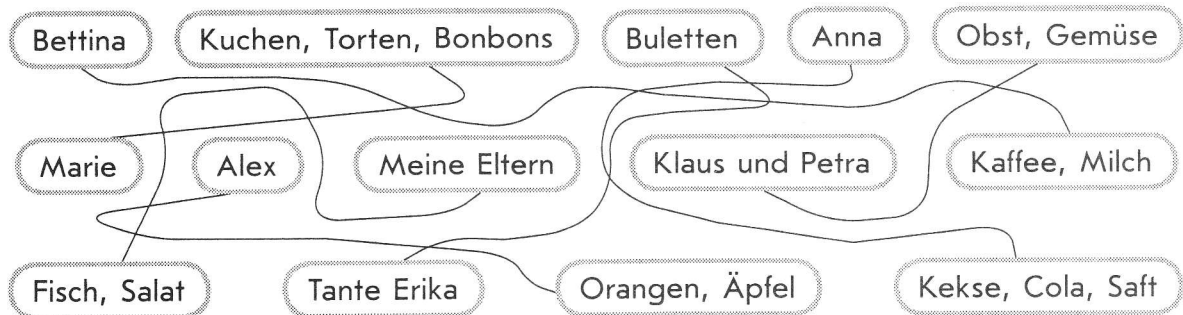 Bettina
Kuchen, Torten, Bonbons
Buletten
Anna
Obst, Gemüse
Marie
Alex
Meine Eltern
Klaus und Petra
Kaffee, Milch
Fisch, Salat
Tante Erika
Orangen, Äpfel
Kekse, Cola, Saft